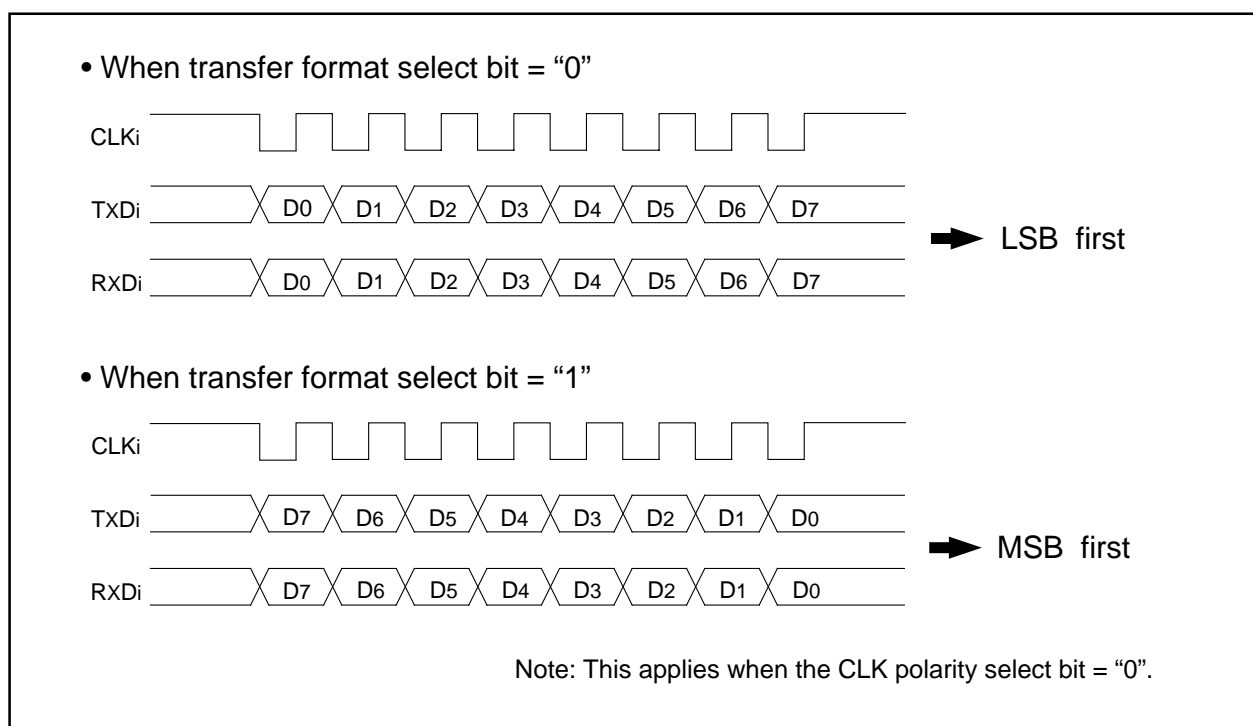 • When transfer format select bit = “0”
CLKi
TXDi D0 D1 D2 D3 D4 D5 D6 D7
RXDi D0 D1 D2 D3 D4 D5 D6 D7
LSB first
• When transfer format select bit = “1”
CLKi
TXDi D7 D6 D5 D4 D3 D2 D1 D0
RXDi D7 D6 D5 D4 D3 D2 D1 D0
MSB first
Note: This applies when the CLK polarity select bit = “0”.